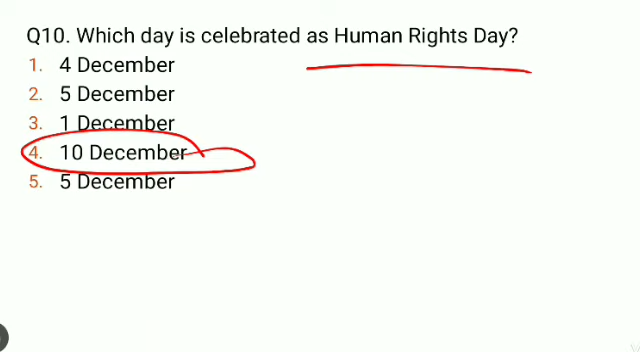 Q10. Which day is celebrated as Human Rights Day?
1. 4 December
2. 5 December
3. 1 December
4. 10 December
5. 5 December